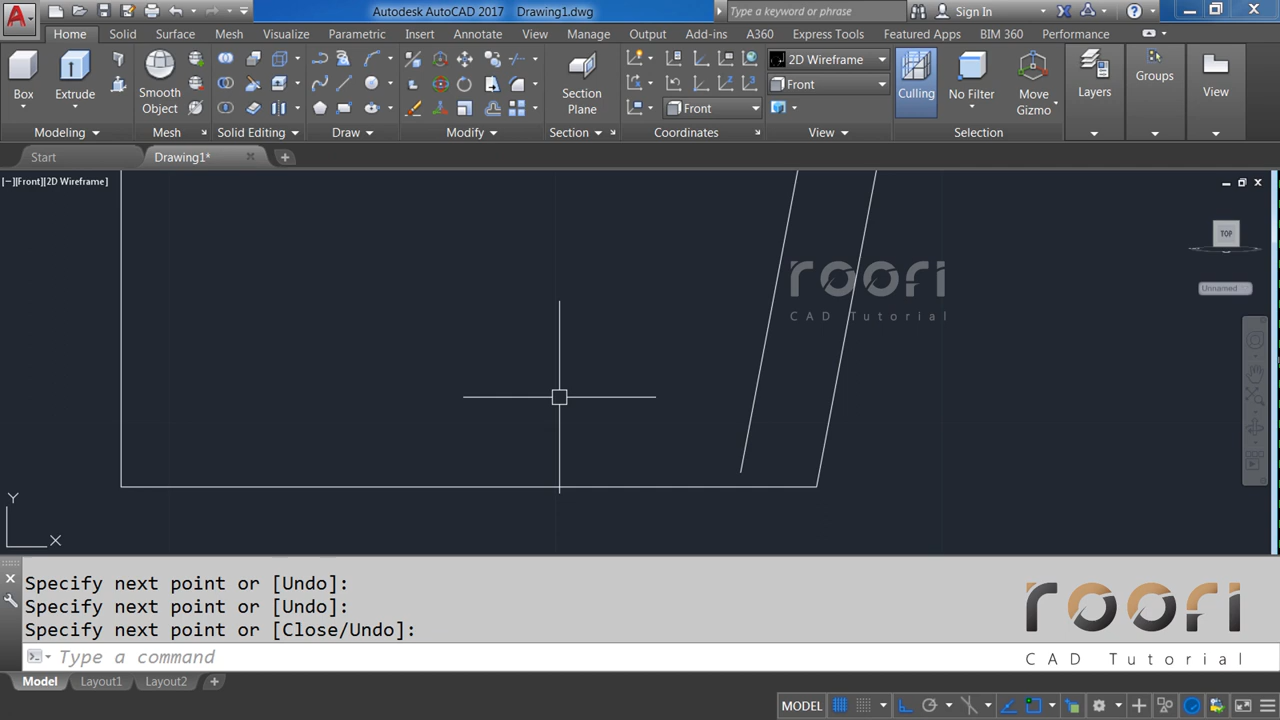 Autodesk AutoCAD 2017 Drawing1.dwg
Type a keyword or phrase
Sign In
Home Solid Surface Mesh Visualize Parametric Insert Annotate View Manage Output Add-ins A360 Express Tools Featured Apps BIM 360 Performance
Box
Extrude
Smooth
Object
Section
Plane
Front
2D Wireframe
Front
Culling
No Filter
Move
Gizmo
Layers
Groups
View
Modeling Mesh Solid Editing Draw Modify Section Coordinates View Selection
Start Drawing1*
[−][Front][2D Wireframe]
TOP
Unnamed
roori
CAD Tutorial
Y
X
Specify next point or [Undo]:
Specify next point or [Undo]:
Specify next point or [Close/Undo]:
Type a command
roori
CAD Tutorial
Model Layout1 Layout2
MODEL